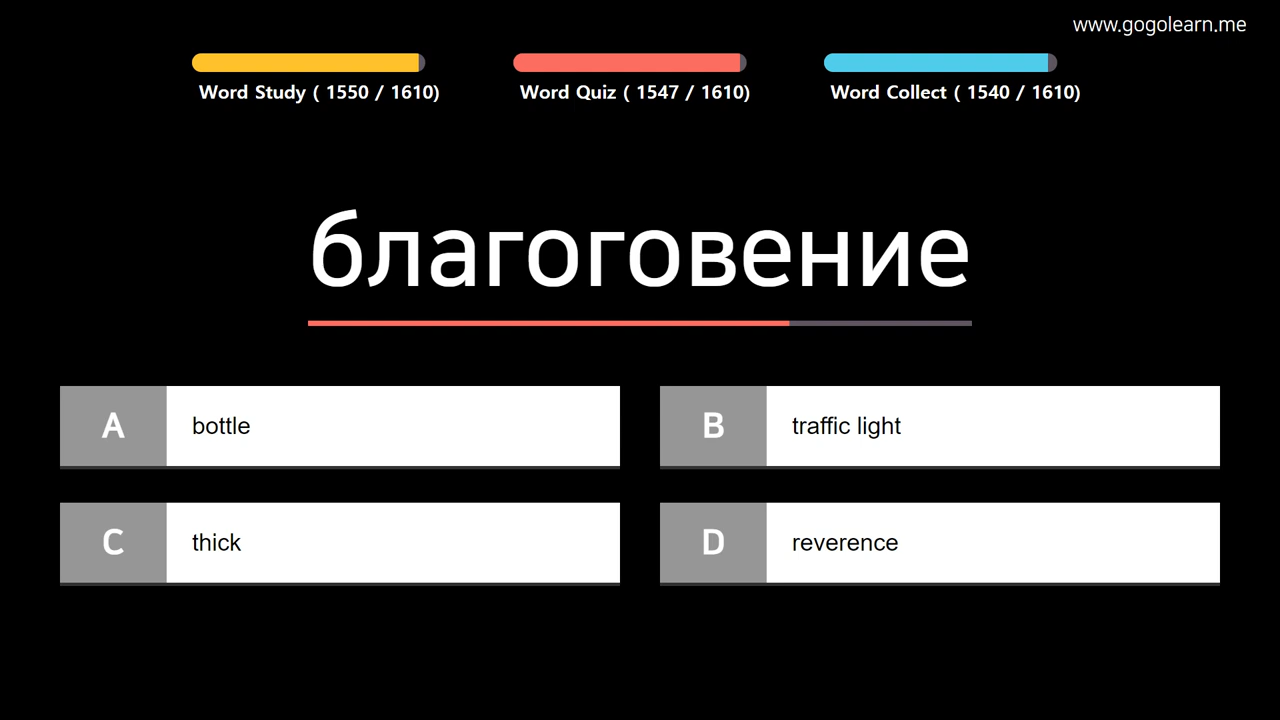 www.gogolearn.me
Word Study ( 1550 / 1610)
Word Quiz ( 1547 / 1610)
Word Collect ( 1540 / 1610)
благоговение
A bottle
B traffic light
C thick
D reverence